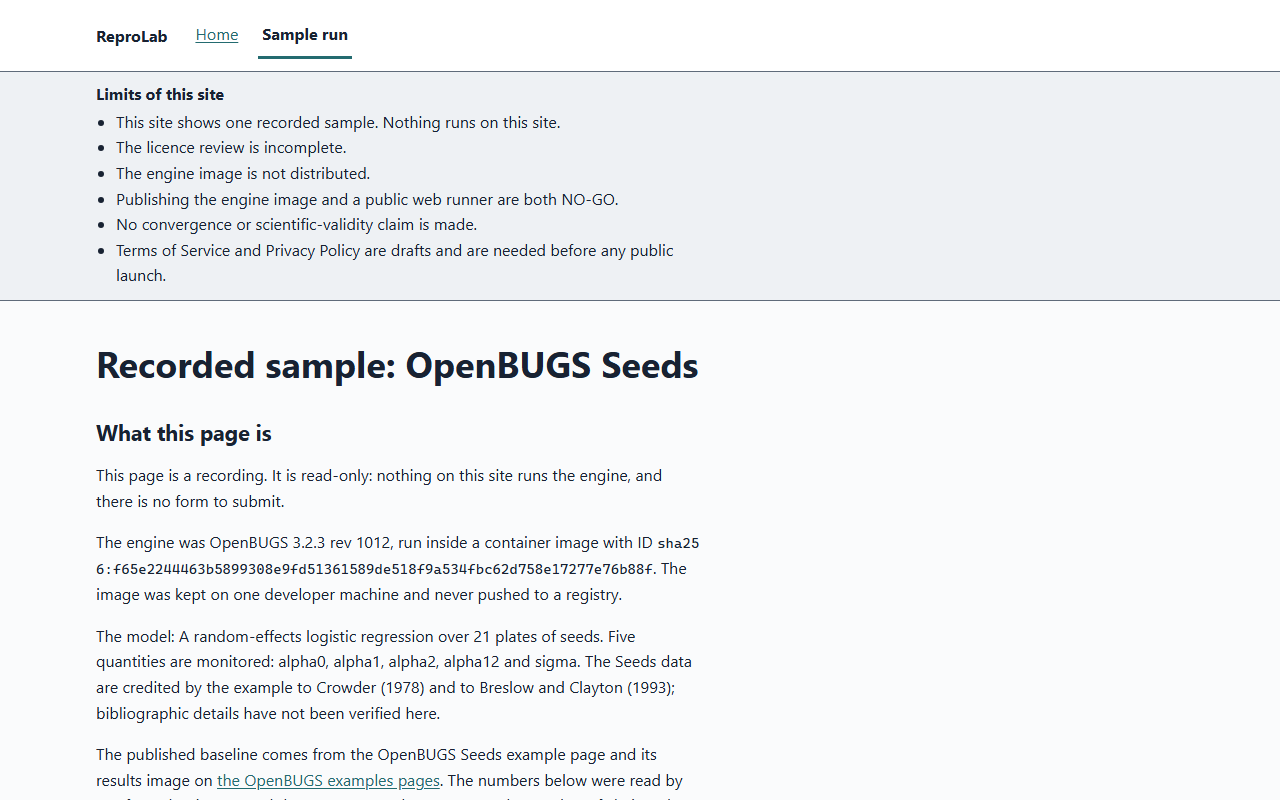 ReproLab Home Sample run
Limits of this site
This site shows one recorded sample. Nothing runs on this site.
The licence review is incomplete.
The engine image is not distributed.
Publishing the engine image and a public web runner are both NO-GO.
No convergence or scientific-validity claim is made.
Terms of Service and Privacy Policy are drafts and are needed before any public
launch.
Recorded sample: OpenBUGS Seeds
What this page is
This page is a recording. It is read-only: nothing on this site runs the engine, and
there is no form to submit.
The engine was OpenBUGS 3.2.3 rev 1012, run inside a container image with ID sha25
6:f65e2244463b5899308e9fd51361589de518f9a534fbc62d758e17277e76b88f. The
image was kept on one developer machine and never pushed to a registry.
The model: A random-effects logistic regression over 21 plates of seeds. Five
quantities are monitored: alpha0, alpha1, alpha2, alpha12 and sigma. The Seeds data
are credited by the example to Crowder (1978) and to Breslow and Clayton (1993);
bibliographic details have not been verified here.
The published baseline comes from the OpenBUGS Seeds example page and its
results image on the OpenBUGS examples pages. The numbers below were read by